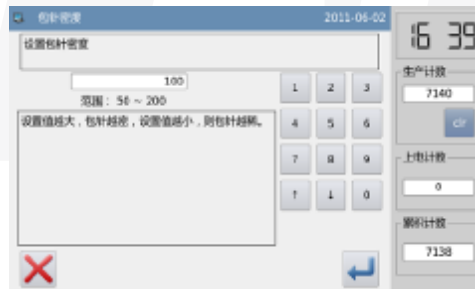 包针密度 2011-06-02
设置包针密度
100
范围：50 ~ 200
设置值越大，包针越密，设置值越小，则包针越稀。
1 2 3
4 5 6
7 8 9
↑ ↓ 0
16 39
生产计数
7140
clr
上电计数
0
累积计数
7138